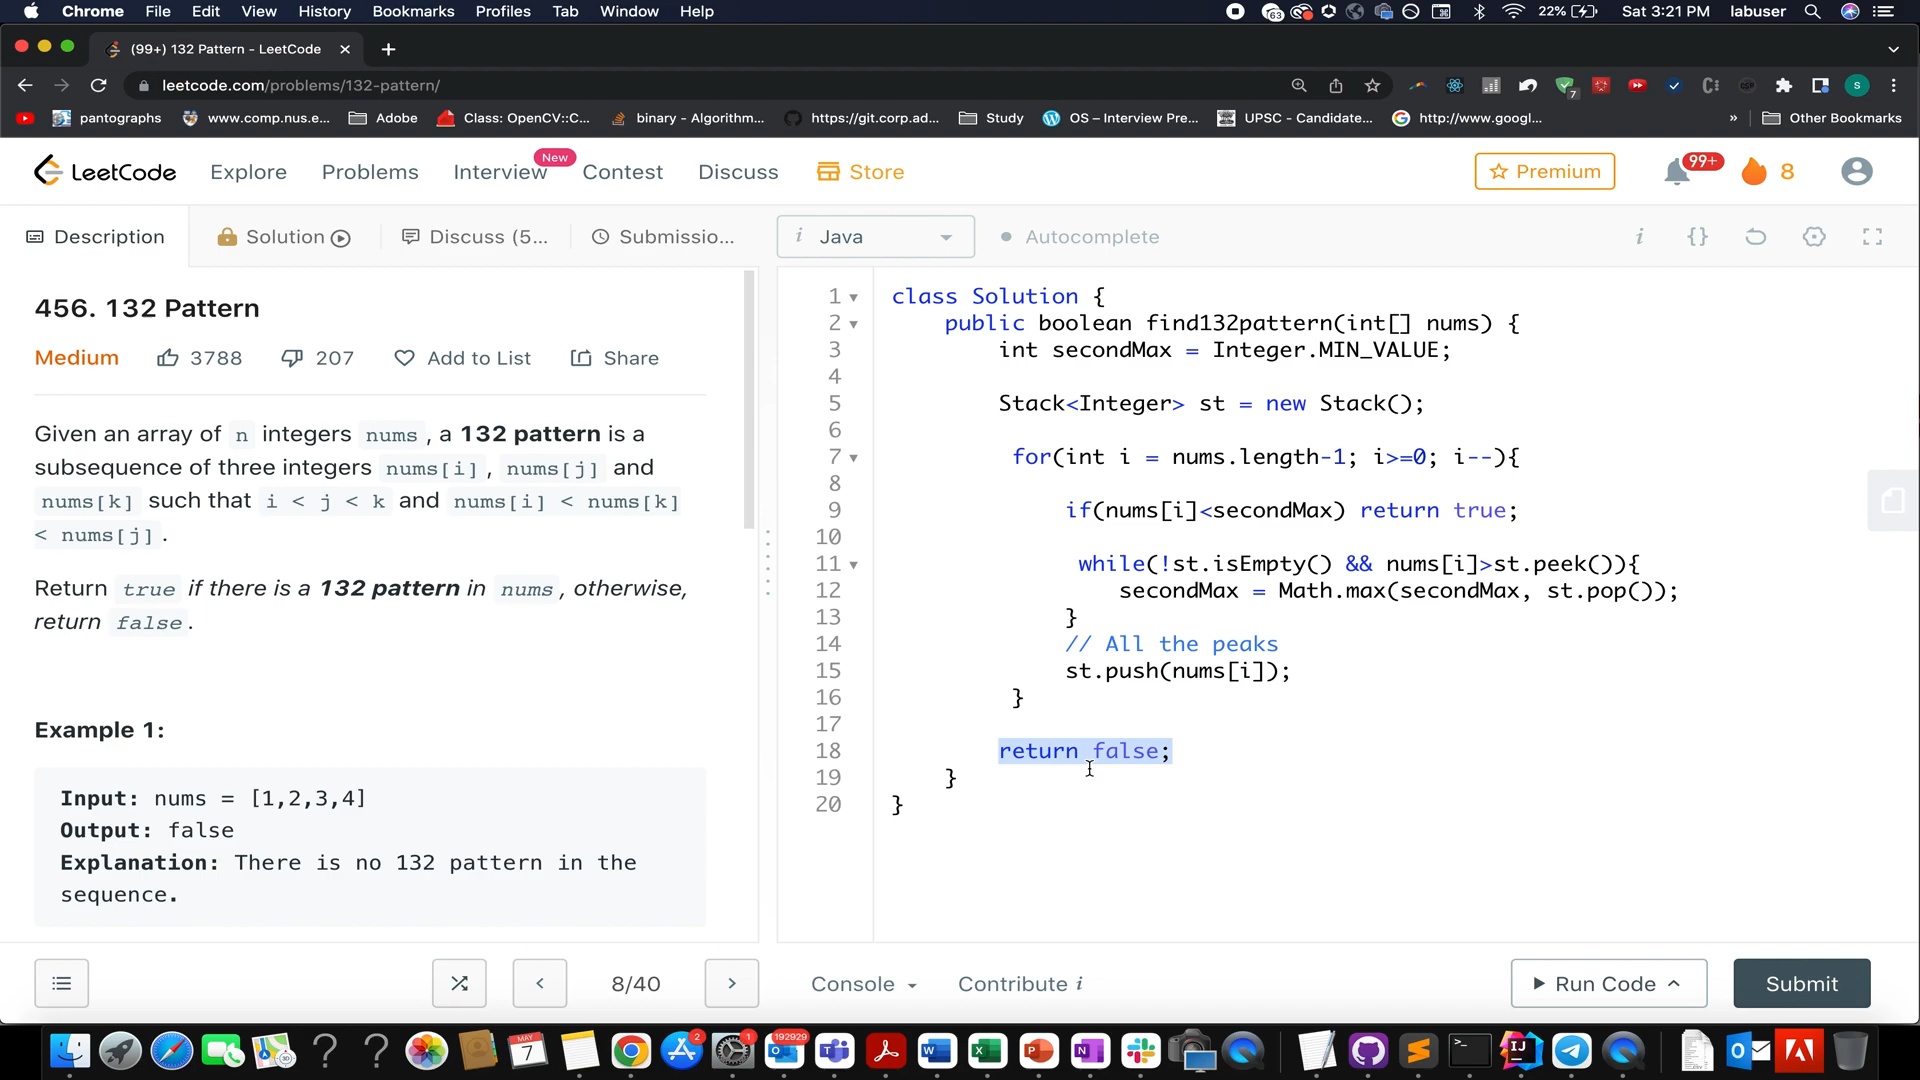 Chrome File Edit View History Bookmarks Profiles Tab Window Help
63
22%
Sat 3:21 PM labuser
(99+) 132 Pattern - LeetCode
leetcode.com/problems/132-pattern/
7
S
pantographs
www.comp.nus.e...
Adobe
Class: OpenCV::C...
binary - Algorithm...
https://git.corp.ad...
Study
OS – Interview Pre...
UPSC - Candidate...
http://www.googl...
»
Other Bookmarks
LeetCode Explore Problems Interview New Contest Discuss Store
Premium 99+ 8
Description Solution Discuss (5... Submissio...
i Java Autocomplete i {}
456. 132 Pattern
Medium 3788 207 Add to List Share
Given an array of n integers nums, a 132 pattern is a
subsequence of three integers nums[i], nums[j] and
nums[k] such that i < j < k and nums[i] < nums[k]
< nums[j].
Return true if there is a 132 pattern in nums, otherwise,
return false.
Example 1:
Input: nums = [1,2,3,4]
Output: false
Explanation: There is no 132 pattern in the
sequence.
1 class Solution {
2 public boolean find132pattern(int[] nums) {
3 int secondMax = Integer.MIN_VALUE;
4
5 Stack<Integer> st = new Stack();
6
7 for(int i = nums.length-1; i>=0; i--){
8
9 if(nums[i]<secondMax) return true;
10
11 while(!st.isEmpty() && nums[i]>st.peek()){
12 secondMax = Math.max(secondMax, st.pop());
13 }
14 // All the peaks
15 st.push(nums[i]);
16 }
17
18 return false;
19 }
20 }
8/40
Console Contribute i
Run Code Submit
MAY
7
2
1
192929